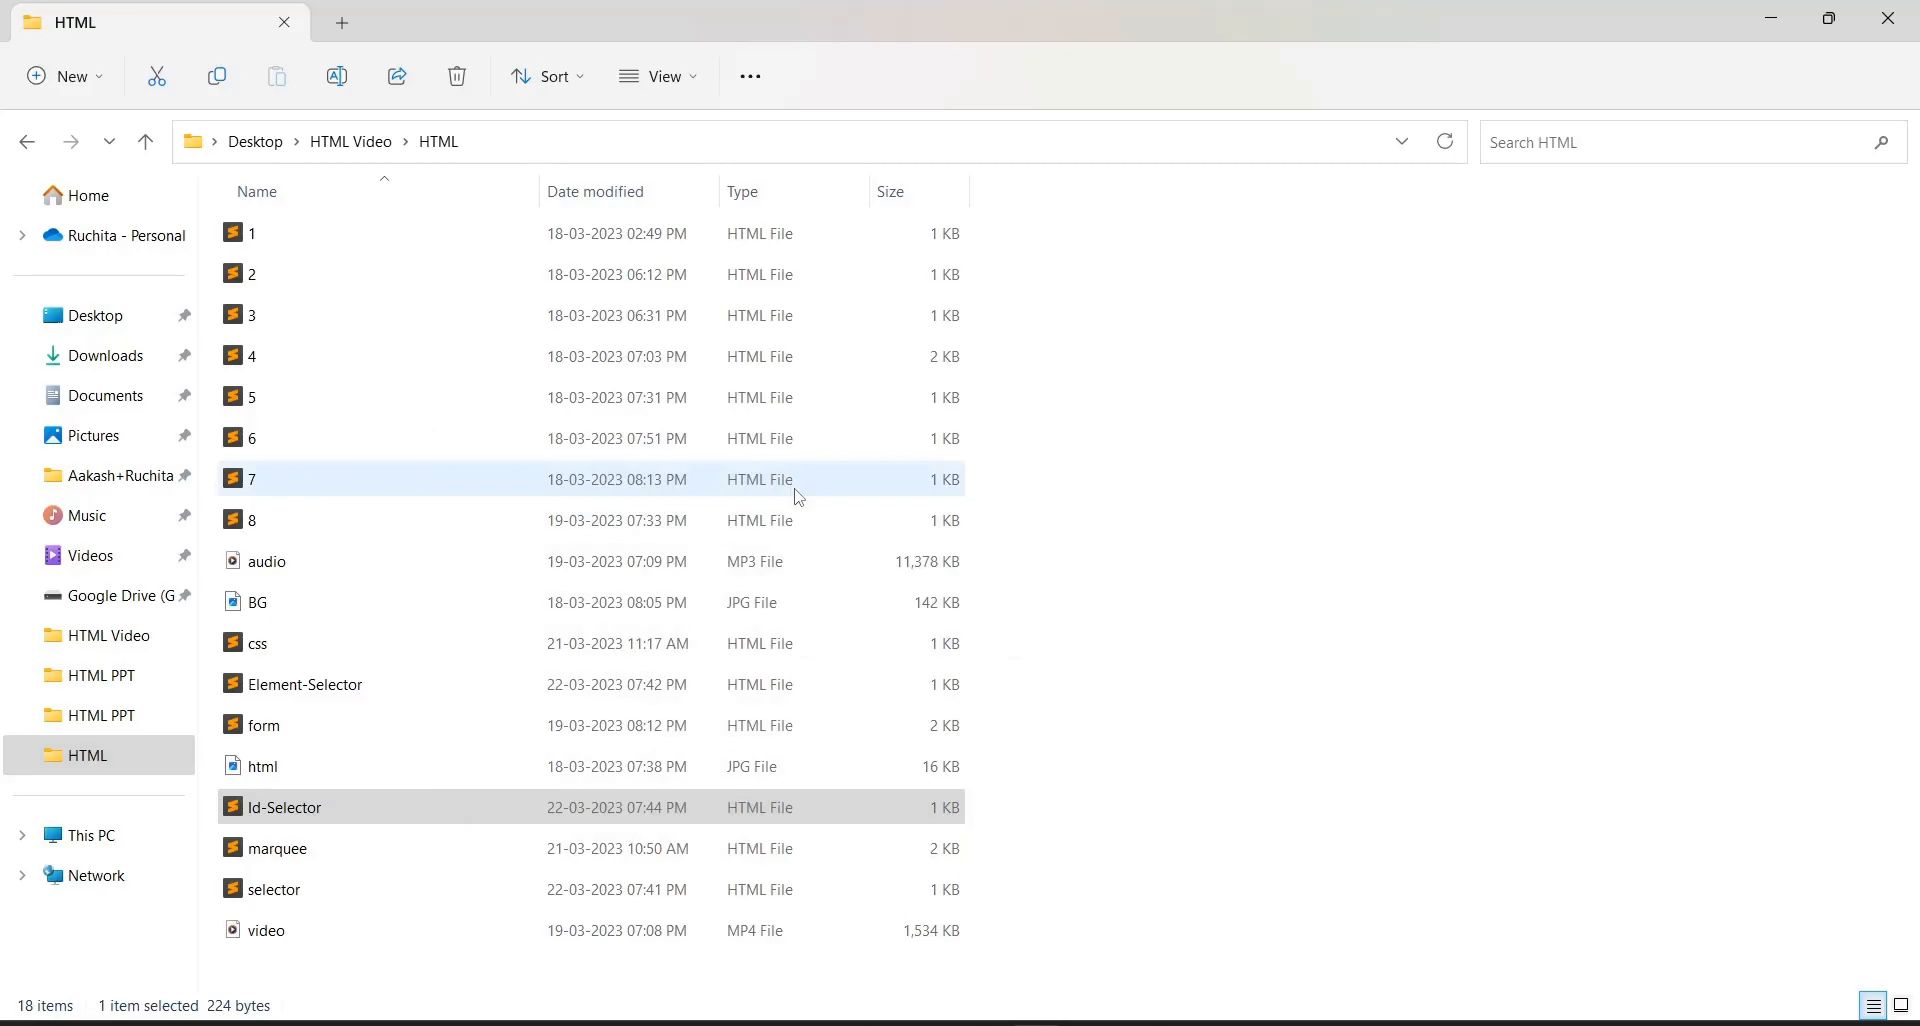 HTML
New
Sort
View
Desktop > HTML Video > HTML
Search HTML
Home
Ruchita - Personal
Desktop
Downloads
Documents
Pictures
Aakash+Ruchita
Music
Videos
Google Drive (G
HTML Video
HTML PPT
HTML PPT
HTML
This PC
Network
Name Date modified Type Size
1 18-03-2023 02:49 PM HTML File 1 KB
2 18-03-2023 06:12 PM HTML File 1 KB
3 18-03-2023 06:31 PM HTML File 1 KB
4 18-03-2023 07:03 PM HTML File 2 KB
5 18-03-2023 07:31 PM HTML File 1 KB
6 18-03-2023 07:51 PM HTML File 1 KB
7 18-03-2023 08:13 PM HTML File 1 KB
8 19-03-2023 07:33 PM HTML File 1 KB
audio 19-03-2023 07:09 PM MP3 File 11,378 KB
BG 18-03-2023 08:05 PM JPG File 142 KB
css 21-03-2023 11:17 AM HTML File 1 KB
Element-Selector 22-03-2023 07:42 PM HTML File 1 KB
form 19-03-2023 08:12 PM HTML File 2 KB
html 18-03-2023 07:38 PM JPG File 16 KB
Id-Selector 22-03-2023 07:44 PM HTML File 1 KB
marquee 21-03-2023 10:50 AM HTML File 2 KB
selector 22-03-2023 07:41 PM HTML File 1 KB
video 19-03-2023 07:08 PM MP4 File 1,534 KB
18 items 1 item selected 224 bytes